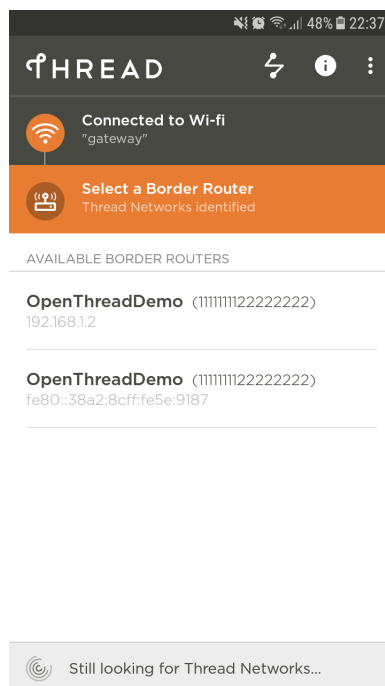 48% 22:37
THREAD
Connected to Wi-fi
"gateway"
Select a Border Router
Thread Networks identified
AVAILABLE BORDER ROUTERS
OpenThreadDemo (1111111122222222)
192.168.1.2
OpenThreadDemo (1111111122222222)
fe80::38a2:8cff:fe5e:9187
Still looking for Thread Networks...